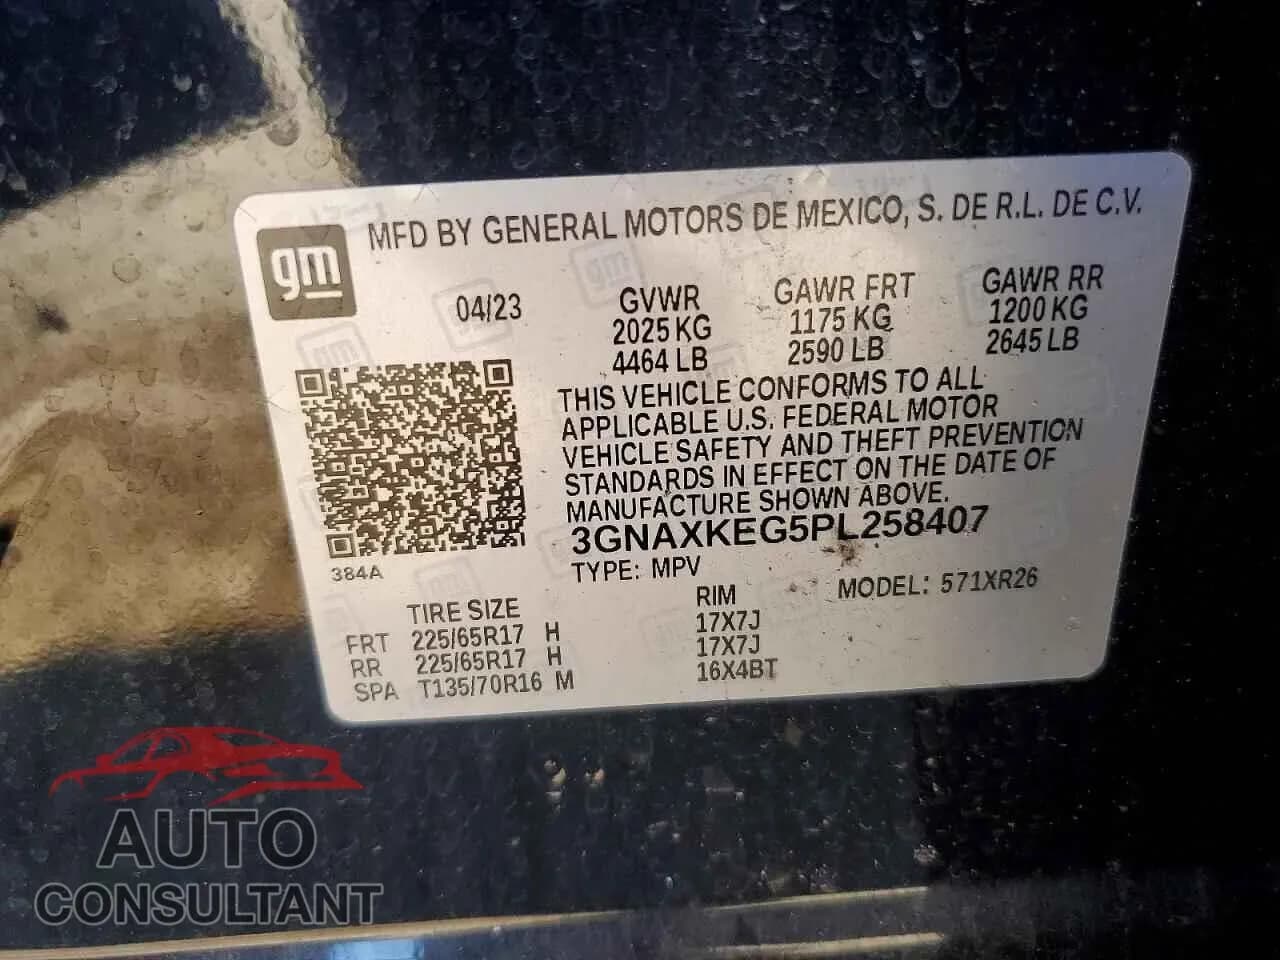 gm
MFD BY GENERAL MOTORS DE MEXICO, S. DE R.L. DE C.V.
04/23
GVWR
2025 KG
4464 LB
GAWR FRT
1175 KG
2590 LB
GAWR RR
1200 KG
2645 LB
THIS VEHICLE CONFORMS TO ALL
APPLICABLE U.S. FEDERAL MOTOR
VEHICLE SAFETY AND THEFT PREVENTION
STANDARDS IN EFFECT ON THE DATE OF
MANUFACTURE SHOWN ABOVE.
3GNAXKEG5PL258407
384A
TYPE: MPV
MODEL: 571XR26
TIRE SIZE RIM
FRT 225/65R17 H 17X7J
RR 225/65R17 H 17X7J
SPA T135/70R16 M 16X4BT
AUTO
CONSULTANT